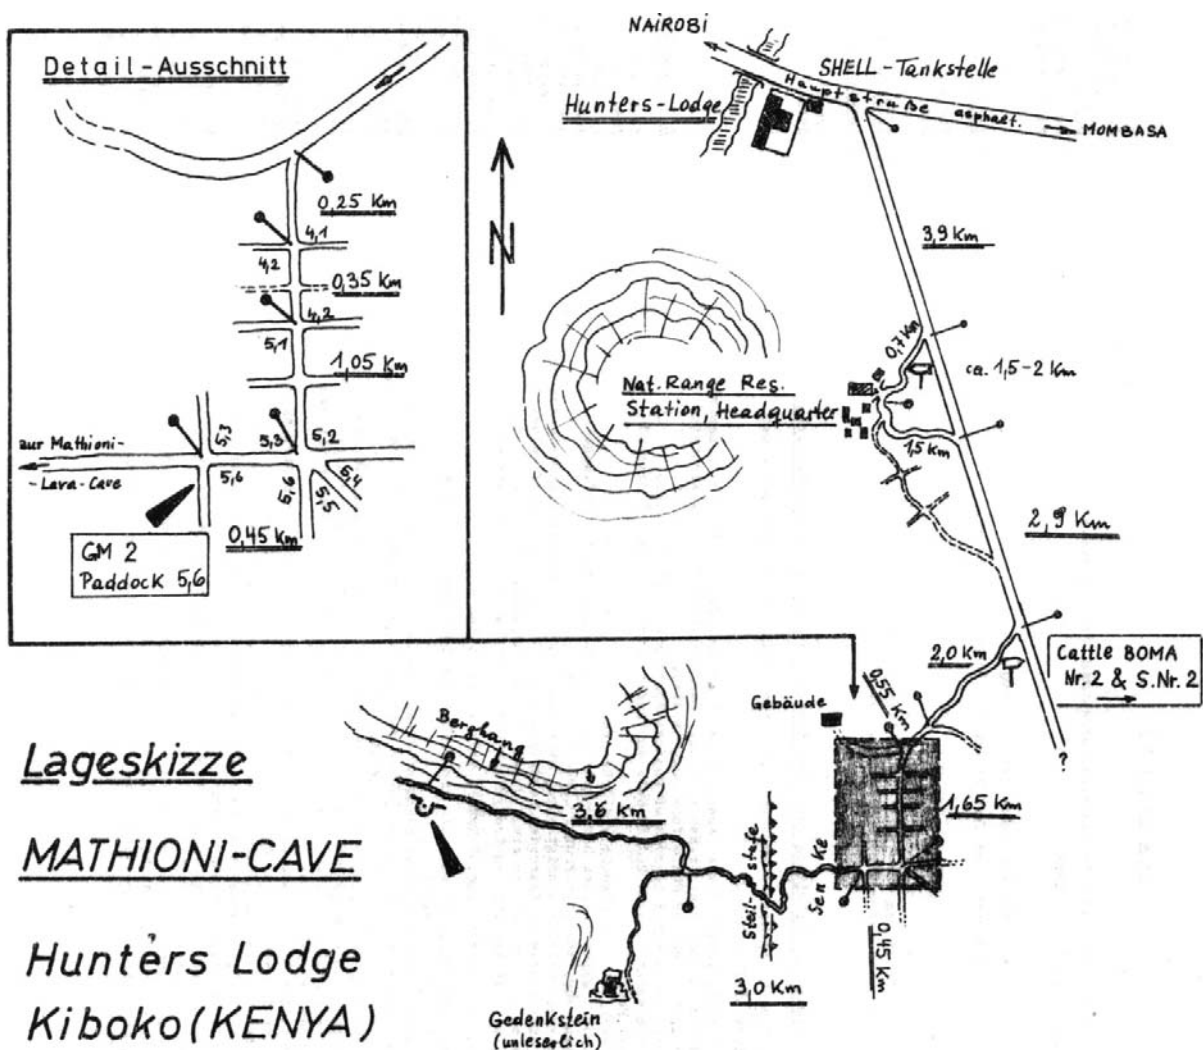 Detail-Ausschnitt
0,25 Km
4,1
4,2
0,35 Km
4,2
5,1
1,05 Km
5,3
5,3
5,2
zur Mathioni-
-Lava-Cave
5,6
5,6
5,5
5,4
0,45 Km
GM 2
Paddock 5,6
N
NAiROBi
SHELL-Tankstelle
Hauptstraße asphalt.
Hunters-Lodge
MOMBASA
3,9 Km
0,7 Km
ca. 1,5-2 Km
Nat. Range Res.
Station, Headquarter
1,5 Km
2,9 Km
2,0 Km
Cattle BOMA
Nr. 2 & S.Nr. 2
?
0,55 Km
Gebäude
Berghang
3,6 Km
1,65 Km
Steil-stufe
Sen KE
0,45 Km
3,0 Km
Gedenkstein
(unleserlich)
Lageskizze
MATHIONI-CAVE
Hunters Lodge
Kiboko (KENYA)